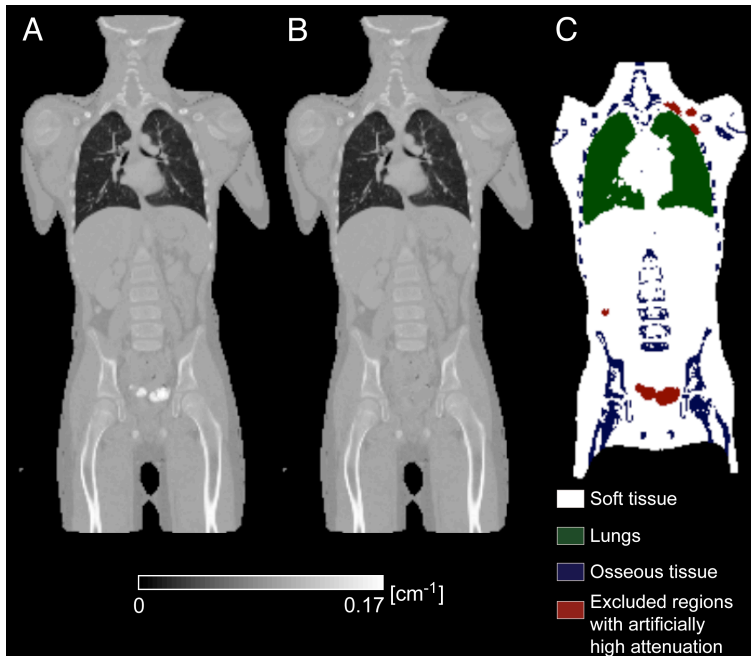 A
B
C
Soft tissue
Lungs
Osseous tissue
Excluded regions
with artificially
high attenuation
0
0.17
[cm⁻¹]